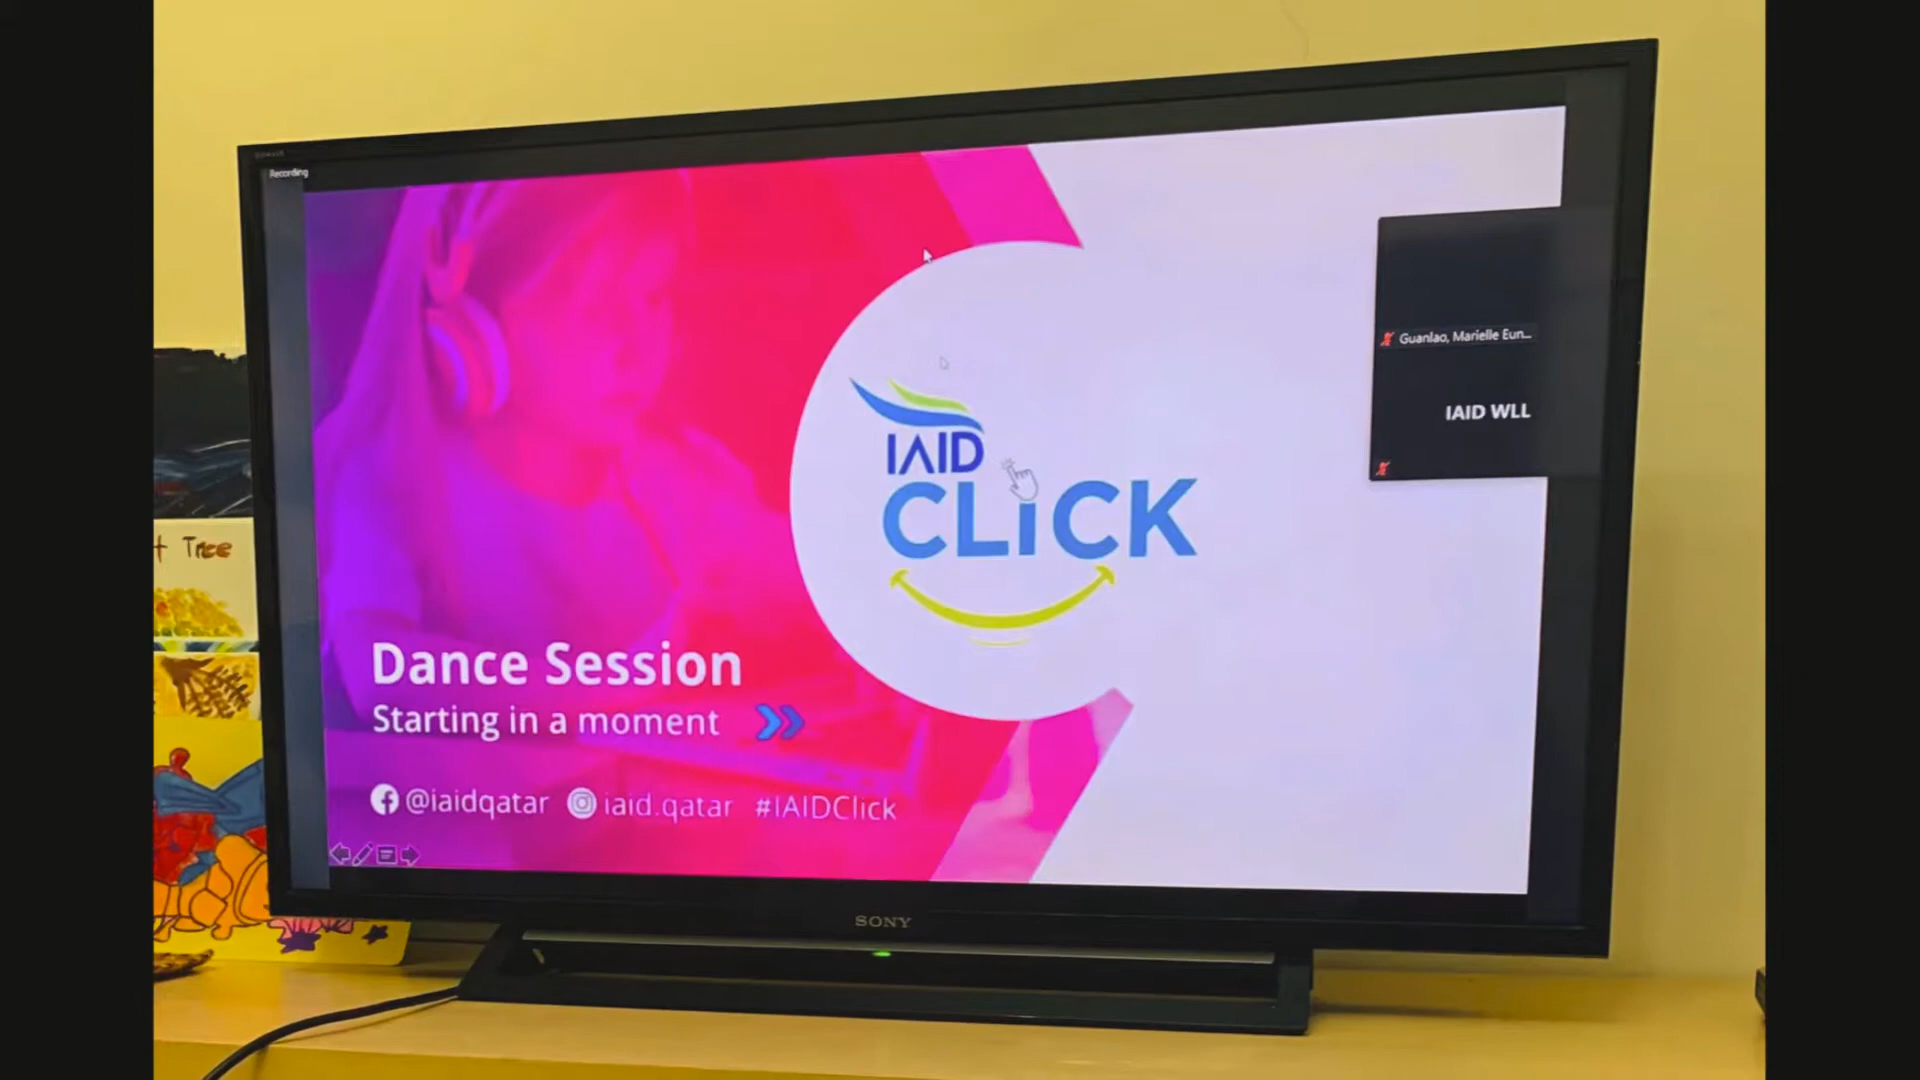 Recording
Guanlao, Marielle Eun...
IAID WLL
IAID
CLiCK
Dance Session
Starting in a moment
@iaidqatar iaid.qatar #IAIDClick
SONY
Tree